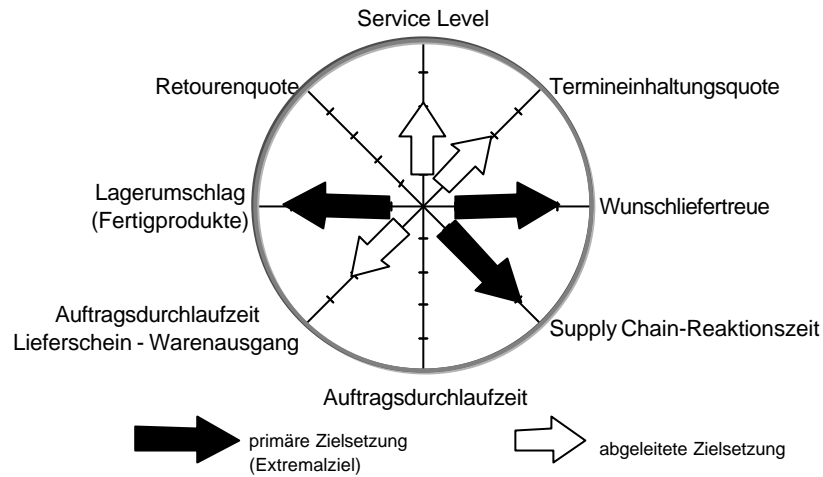 Service Level
Retourenquote
Termineinhaltungsquote
Lagerumschlag
(Fertigprodukte)
Wunschliefertreue
Auftragsdurchlaufzeit
Lieferschein - Warenausgang
Supply Chain-Reaktionszeit
Auftragsdurchlaufzeit
primäre Zielsetzung
(Extremalziel)
abgeleitete Zielsetzung